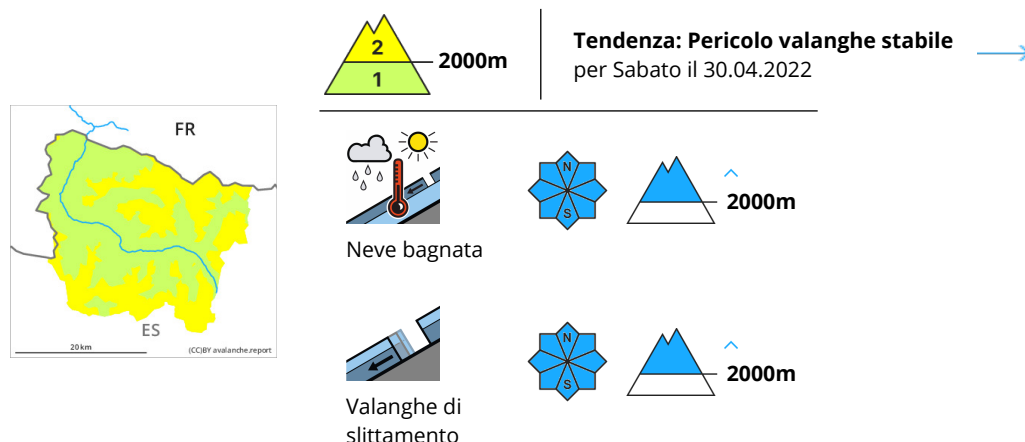 2
1
2000m
Tendenza: Pericolo valanghe stabile
per Sabato il 30.04.2022
FR
ES
20 km
(CC)BY avalanche.report
N
S
2000m
Neve bagnata
N
S
2000m
Valanghe di
slittamento